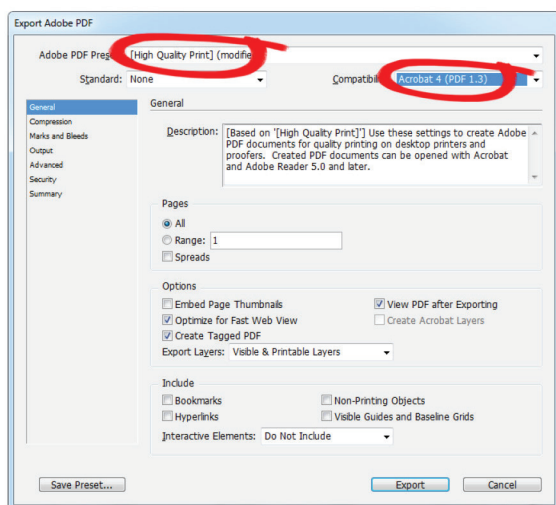 Export Adobe PDF
Adobe PDF Pres [High Quality Print] (modifie
Standard: None
Compatibil Acrobat 4 (PDF 1.3)
General
Compression
Marks and Bleeds
Output
Advanced
Security
Summary
General
Description: [Based on '[High Quality Print]'] Use these settings to create Adobe
PDF documents for quality printing on desktop printers and
proofers. Created PDF documents can be opened with Acrobat
and Adobe Reader 5.0 and later.
Pages
All
Range: 1
Spreads
Options
Embed Page Thumbnails
View PDF after Exporting
Optimize for Fast Web View
Create Acrobat Layers
Create Tagged PDF
Export Layers: Visible & Printable Layers
Include
Bookmarks
Non-Printing Objects
Hyperlinks
Visible Guides and Baseline Grids
Interactive Elements: Do Not Include
Save Preset...
Export
Cancel